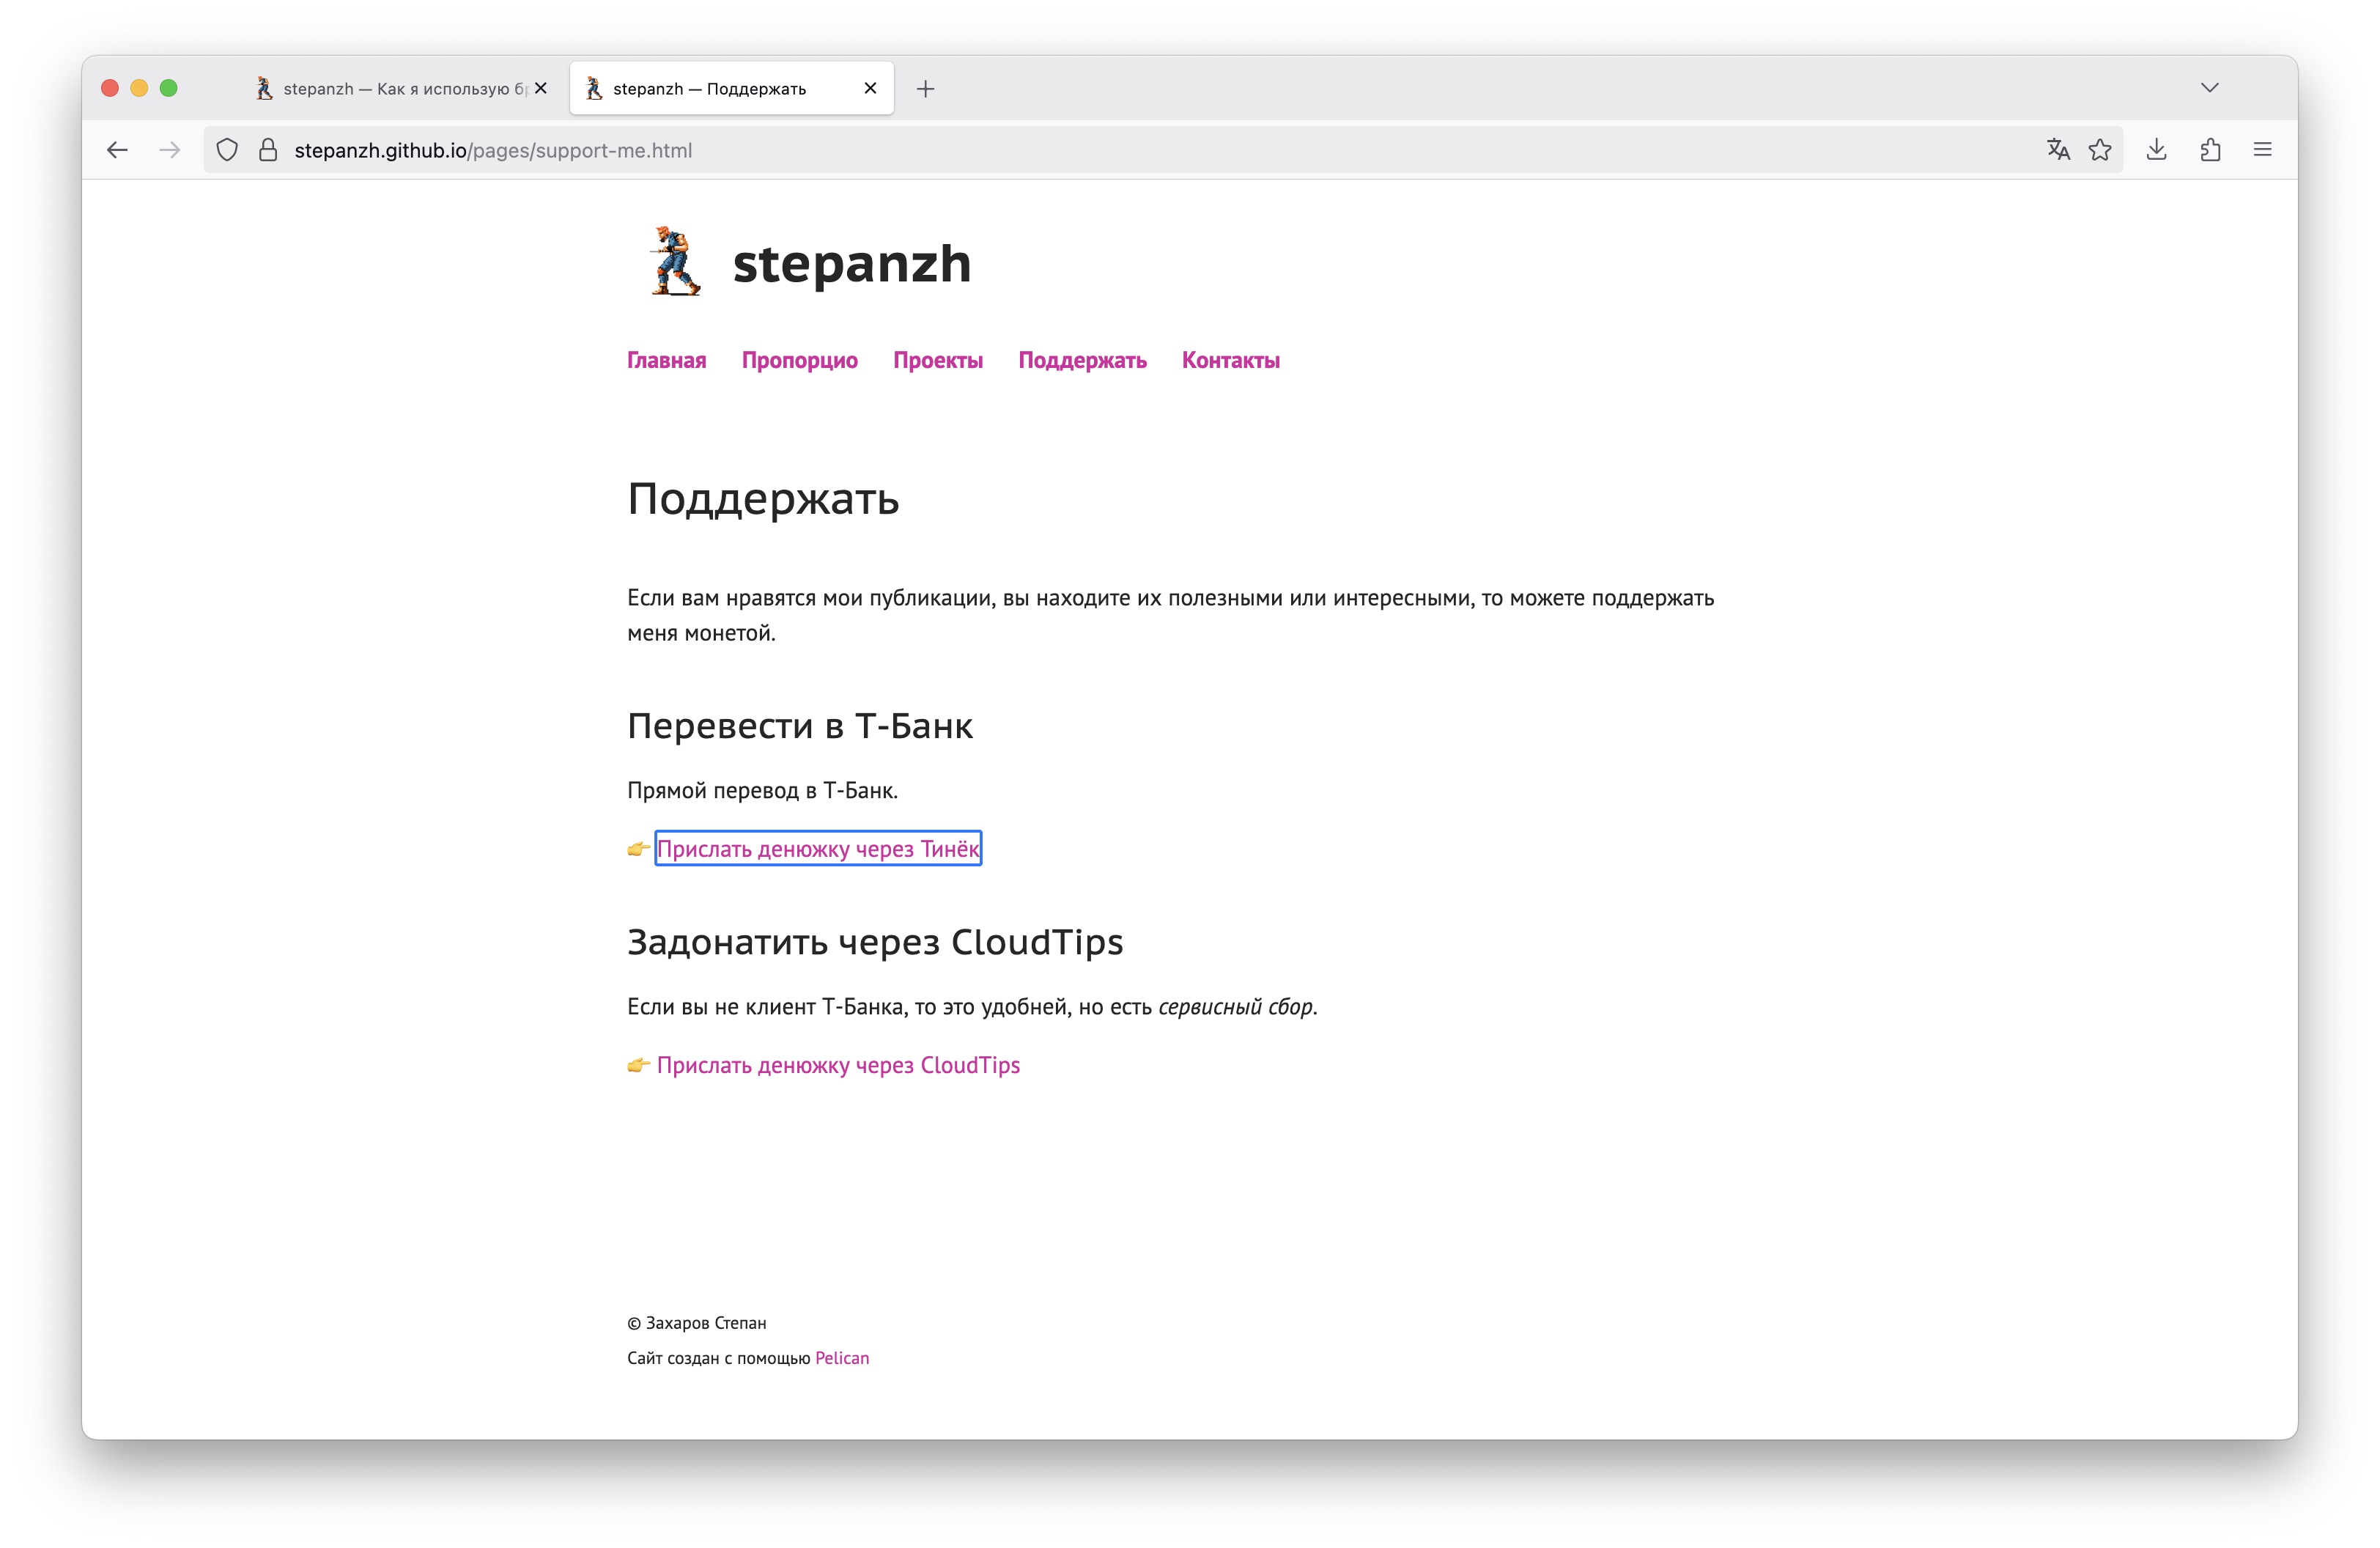 stepanzh — Как я использую бр
stepanzh — Поддержать
stepanzh.github.io/pages/support-me.html
stepanzh
Главная Пропорцио Проекты Поддержать Контакты
Поддержать
Если вам нравятся мои публикации, вы находите их полезными или интересными, то можете поддержать
меня монетой.
Перевести в Т-Банк
Прямой перевод в Т-Банк.
👉 Прислать денюжку через Тинёк
Задонатить через CloudTips
Если вы не клиент Т-Банка, то это удобней, но есть сервисный сбор.
👉 Прислать денюжку через CloudTips
© Захаров Степан
Сайт создан с помощью Pelican